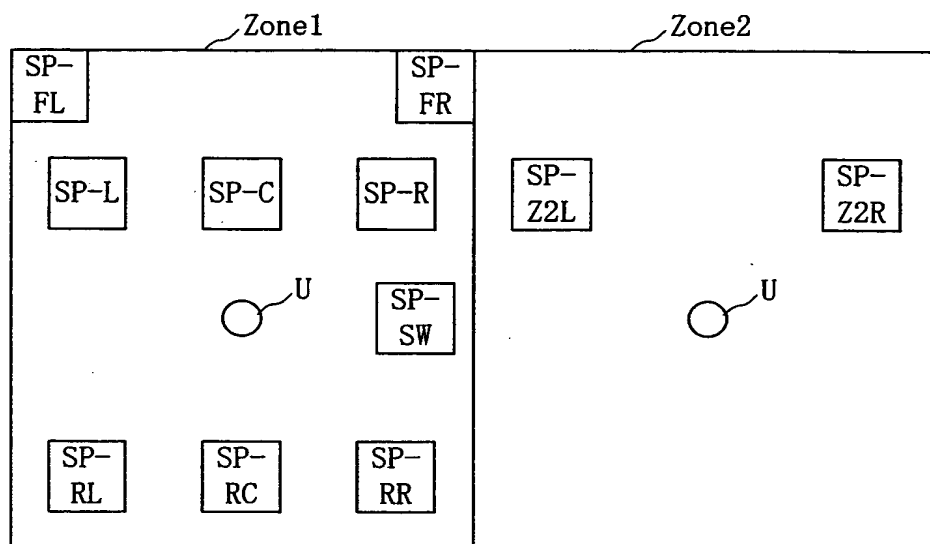 Zone1
Zone2
SP-
FL
SP-
FR
SP-L
SP-C
SP-R
SP-
Z2L
SP-
Z2R
U
SP-
SW
U
SP-
RL
SP-
RC
SP-
RR